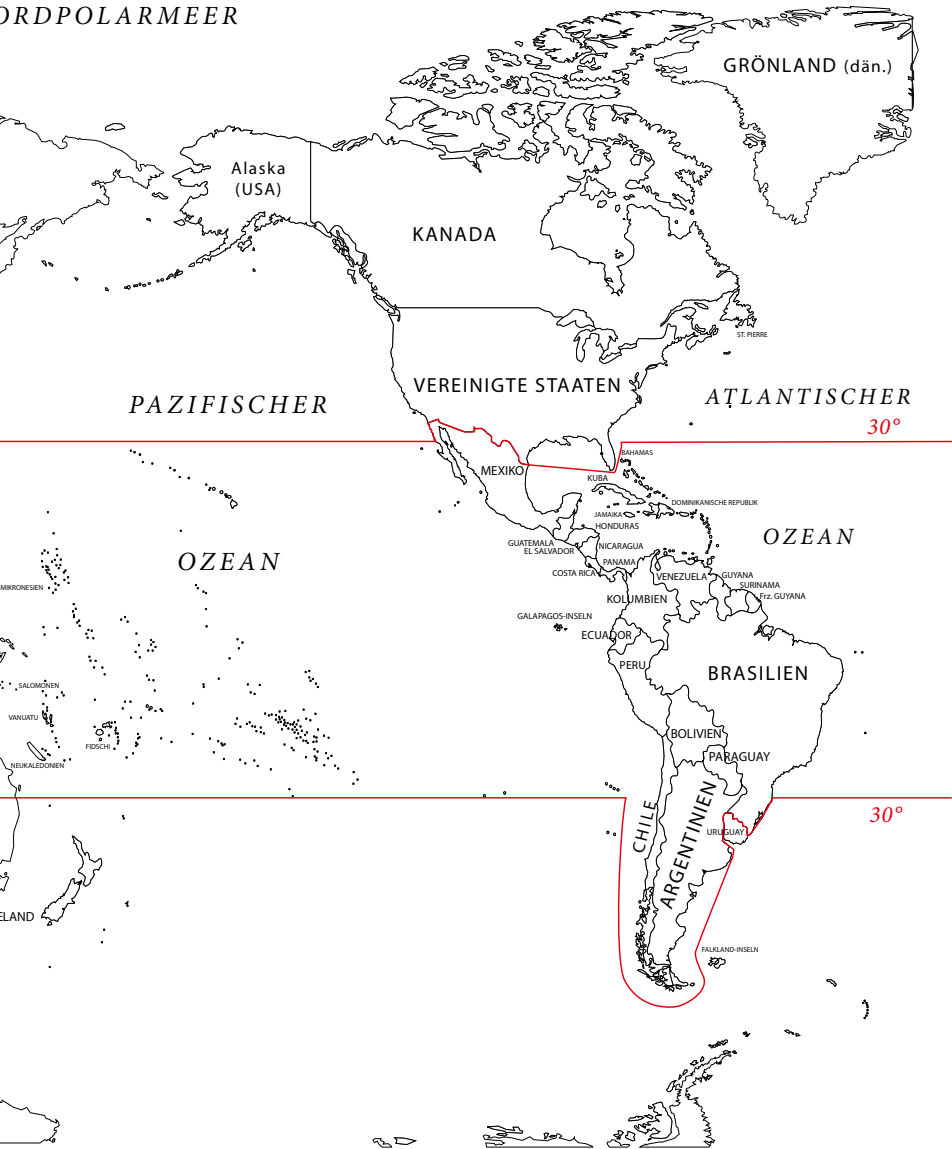 ORDPOLARMEER
GRÖNLAND (dän.)
Alaska
(USA)
KANADA
ST. PIERRE
VEREINIGTE STAATEN
PAZIFISCHER
ATLANTISCHER
30°
BAHAMAS
MEXIKO
KUBA
DOMINIKANISCHE REPUBLIK
JAMAIKA
HONDURAS
OZEAN
GUATEMALA
NICARAGUA
EL SALVADOR
OZEAN
PANAMA
COSTA RICA
VENEZUELA
GUYANA
SURINAMA
MIKRONESIEN
Frz. GUYANA
KOLUMBIEN
GALAPAGOS-INSELN
ECUADOR
PERU
BRASILIEN
SALOMONEN
VANUATU
BOLIVIEN
FIDSCHI
PARAGUAY
NEUKALEDONIEN
30°
CHILE
ARGENTINIEN
URUGUAY
ELAND
FALKLAND-INSELN